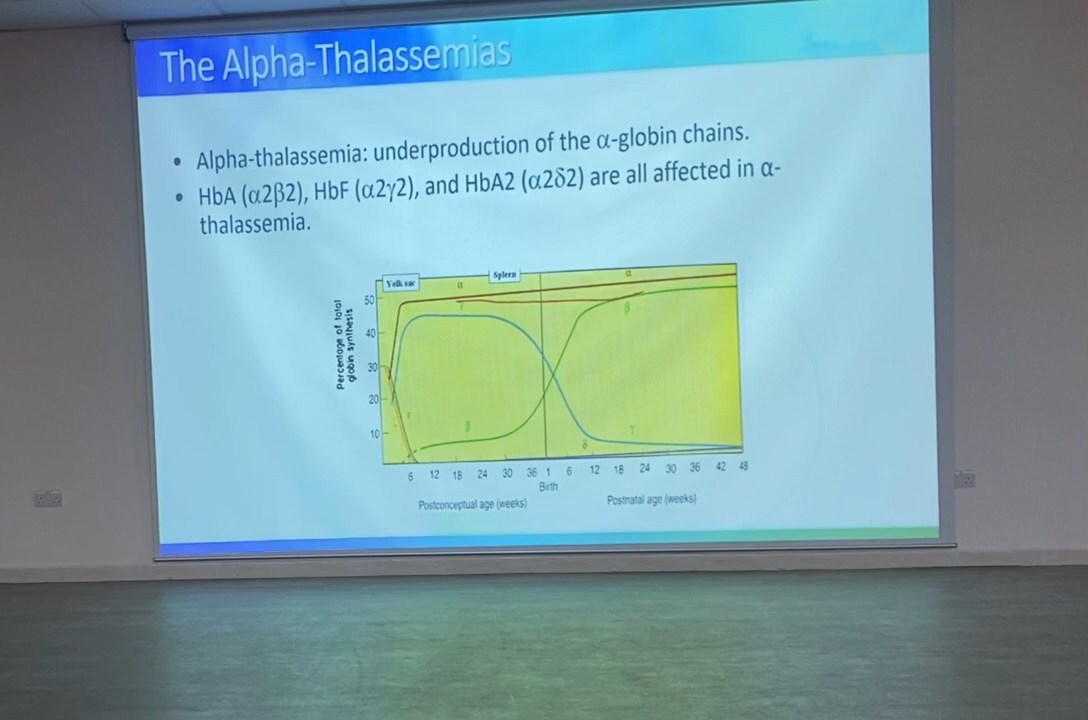 The Alpha-Thalassemias
• Alpha-thalassemia: underproduction of the α-globin chains.
• HbA (α2β2), HbF (α2γ2), and HbA2 (α2δ2) are all affected in α-
thalassemia.
Yolk sac
Spleen
Percentage of total
globin synthesis
50
40
30
20
10
α
α
γ
β
β
δ
γ
6 12 18 24 30 36 1 6 12 18 24 30 36 42 48
Birth
Postconceptual age (weeks)
Postnatal age (weeks)